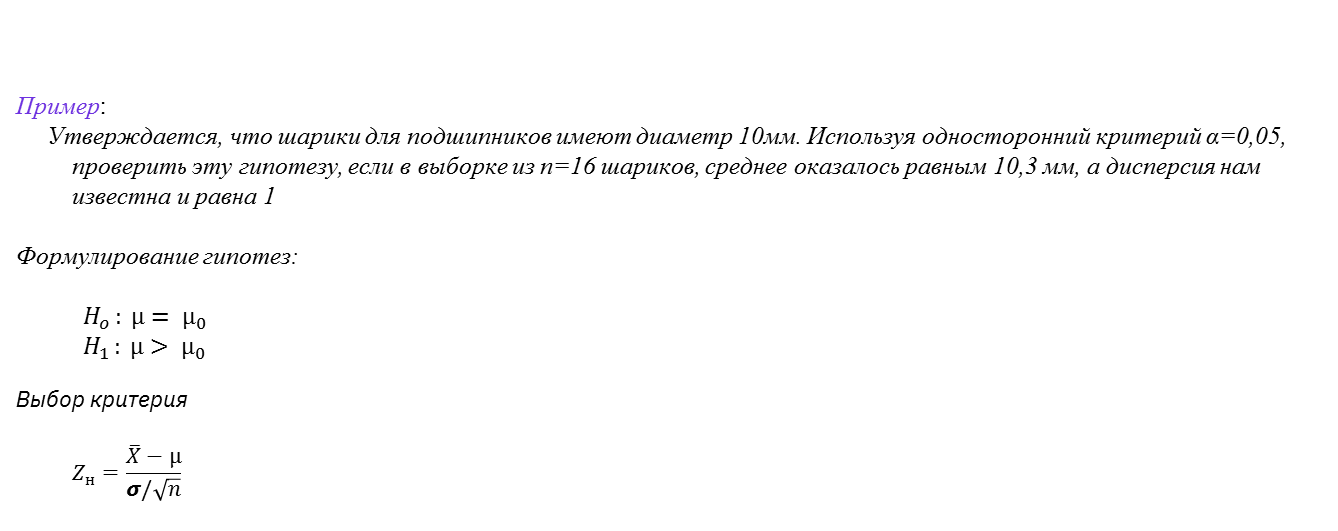 Пример:
Утверждается, что шарики для подшипников имеют диаметр 10мм. Используя односторонний критерий α=0,05,
проверить эту гипотезу, если в выборке из n=16 шариков, среднее оказалось равным 10,3 мм, а дисперсия нам
известна и равна 1
Формулирование гипотез:
H₀ : μ = μ₀
H₁ : μ > μ₀
Выбор критерия
Zн = (X̄ − μ) / (σ/√n)